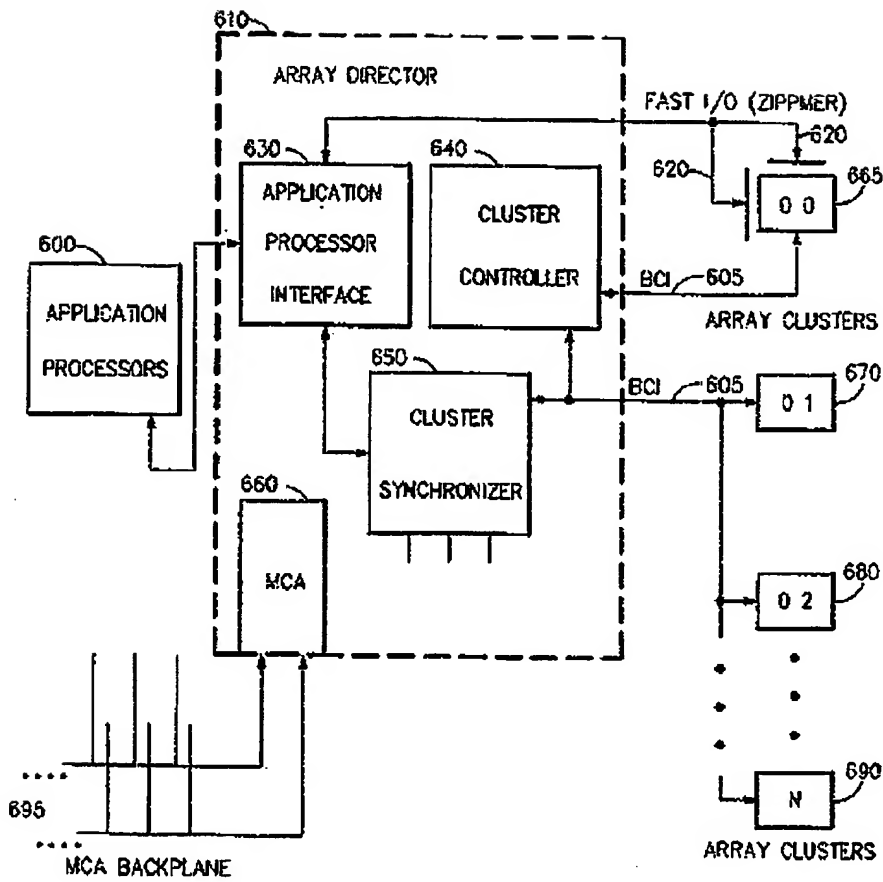 610
ARRAY DIRECTOR
FAST I/O (ZIPPMER)
620
630
640
620
665
APPLICATION
PROCESSOR
INTERFACE
CLUSTER
CONTROLLER
0 0
600
APPLICATION
PROCESSORS
BCI
605
ARRAY CLUSTERS
650
BCI
605
670
CLUSTER
SYNCHRONIZER
0 1
660
MCA
680
0 2
695
690
N
MCA BACKPLANE
ARRAY CLUSTERS